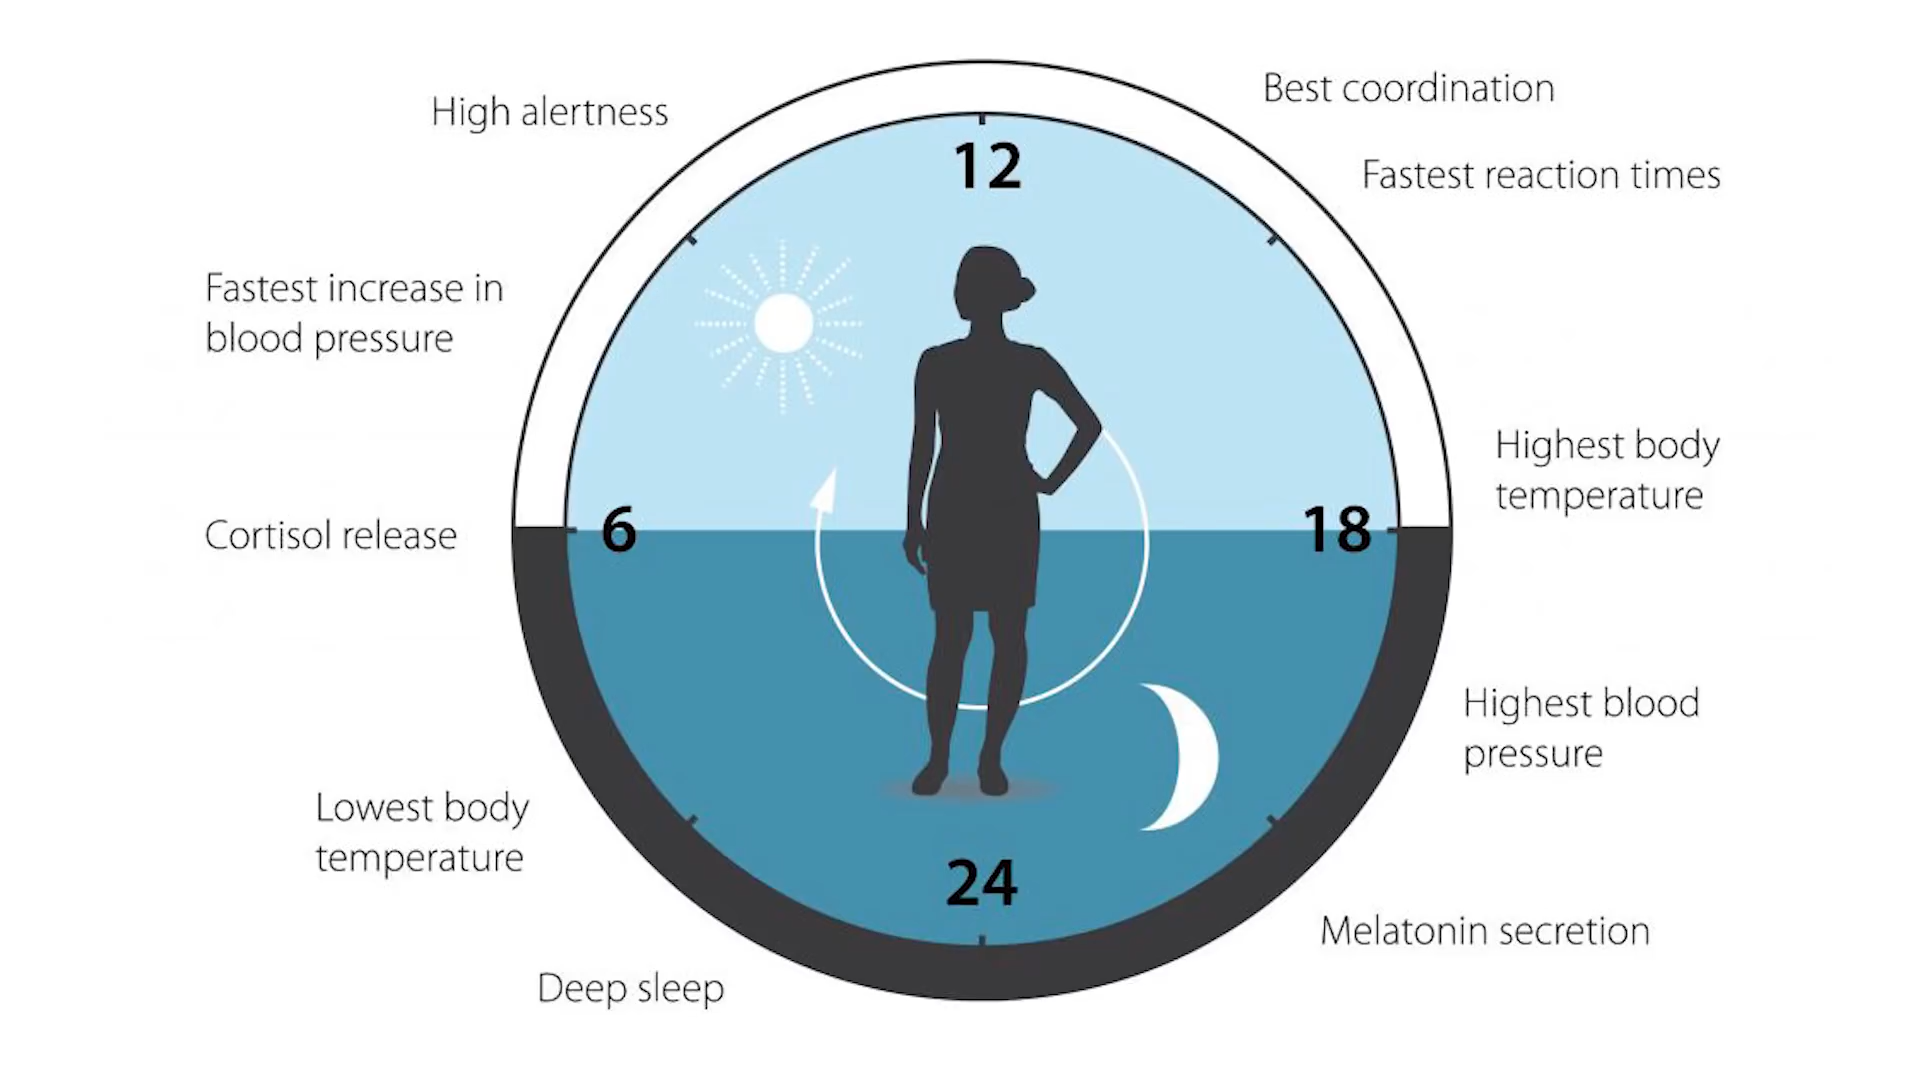 High alertness
Best coordination
12
Fastest reaction times
Fastest increase in
blood pressure
Highest body
temperature
Cortisol release
6
18
Highest blood
pressure
Lowest body
temperature
24
Melatonin secretion
Deep sleep